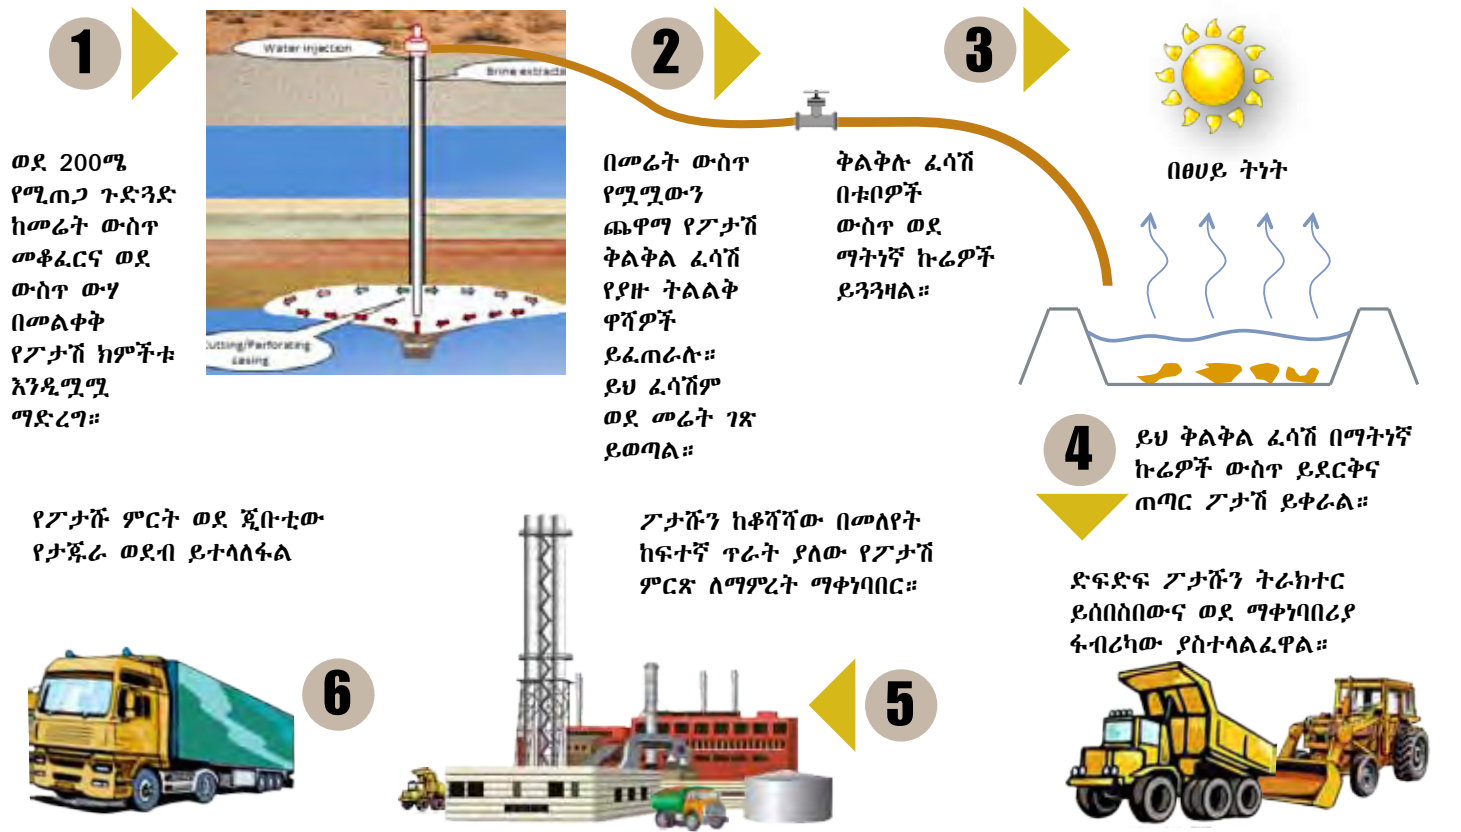 1
ወደ 200ሜ
የሚጠጋ ጉድጓድ
ከመሬት ውስጥ
መቆፈርና ወደ
ውስጥ ውሃ
በመልቀቅ
የፖታሽ ክምችቱ
እንዲሟሟ
ማድረግ።
Water injection
Brine extracte
Cutting/Perforating
casing
2
በመሬት ውስጥ
የሟሟውን
ጨዋማ የፖታሽ
ቅልቅል ፈሳሽ
የያዙ ትልልቅ
ዋሻዎች
ይፈጠራሉ።
ይህ ፈሳሽም
ወደ መሬት ገጽ
ይወጣል።
3
ቅልቅሉ ፈሳሽ
በቱቦዎች
ውስጥ ወደ
ማትነኛ ኩሬዎች
ይጓጓዛል።
በፀሀይ ትነት
4
ይህ ቅልቅል ፈሳሽ በማትነኛ
ኩሬዎች ውስጥ ይደርቅና
ጠጣር ፖታሽ ይቀራል።
ድፍድፍ ፖታሹን ትራክተር
ይሰበስበውና ወደ ማቀነባበሪያ
ፋብሪካው ያስተላልፈዋል።
5
ፖታሹን ከቆሻሻው በመለየት
ከፍተኛ ጥራት ያለው የፖታሽ
ምርጽ ለማምረት ማቀነባበር።
6
የፖታሹ ምርት ወደ ጂቡቲው
የታጁራ ወደብ ይተላለፋል